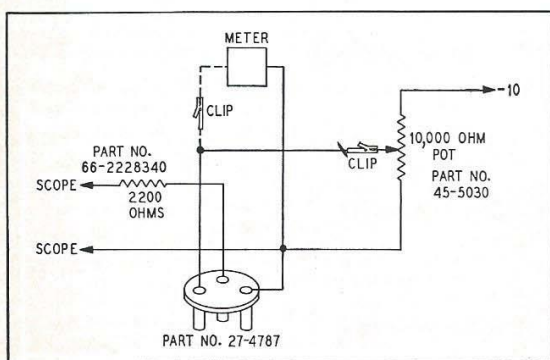 METER
-10
CLIP
10,000 OHM
POT
CLIP
PART NO.
45-5030
PART NO.
66-2228340
SCOPE
2200
OHMS
SCOPE
PART NO. 27-4787